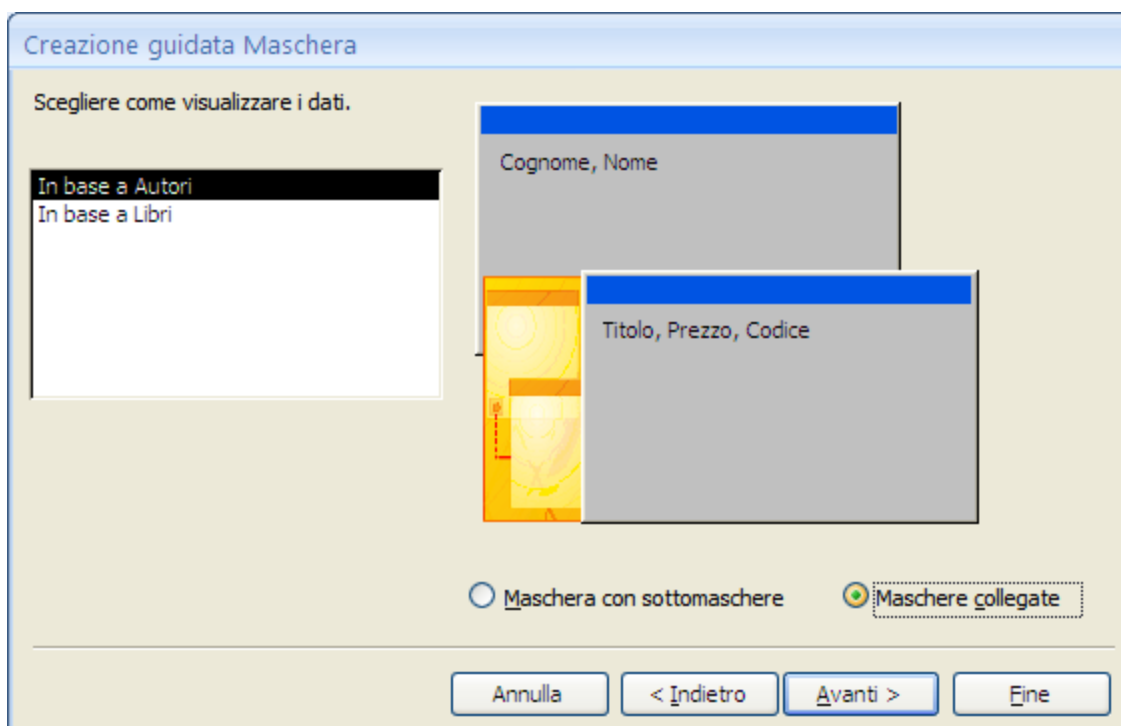 Creazione guidata Maschera
Scegliere come visualizzare i dati.
In base a Autori
In base a Libri
Cognome, Nome
Titolo, Prezzo, Codice
Maschera con sottomaschere
Maschere collegate
Annulla
< Indietro
Avanti >
Fine